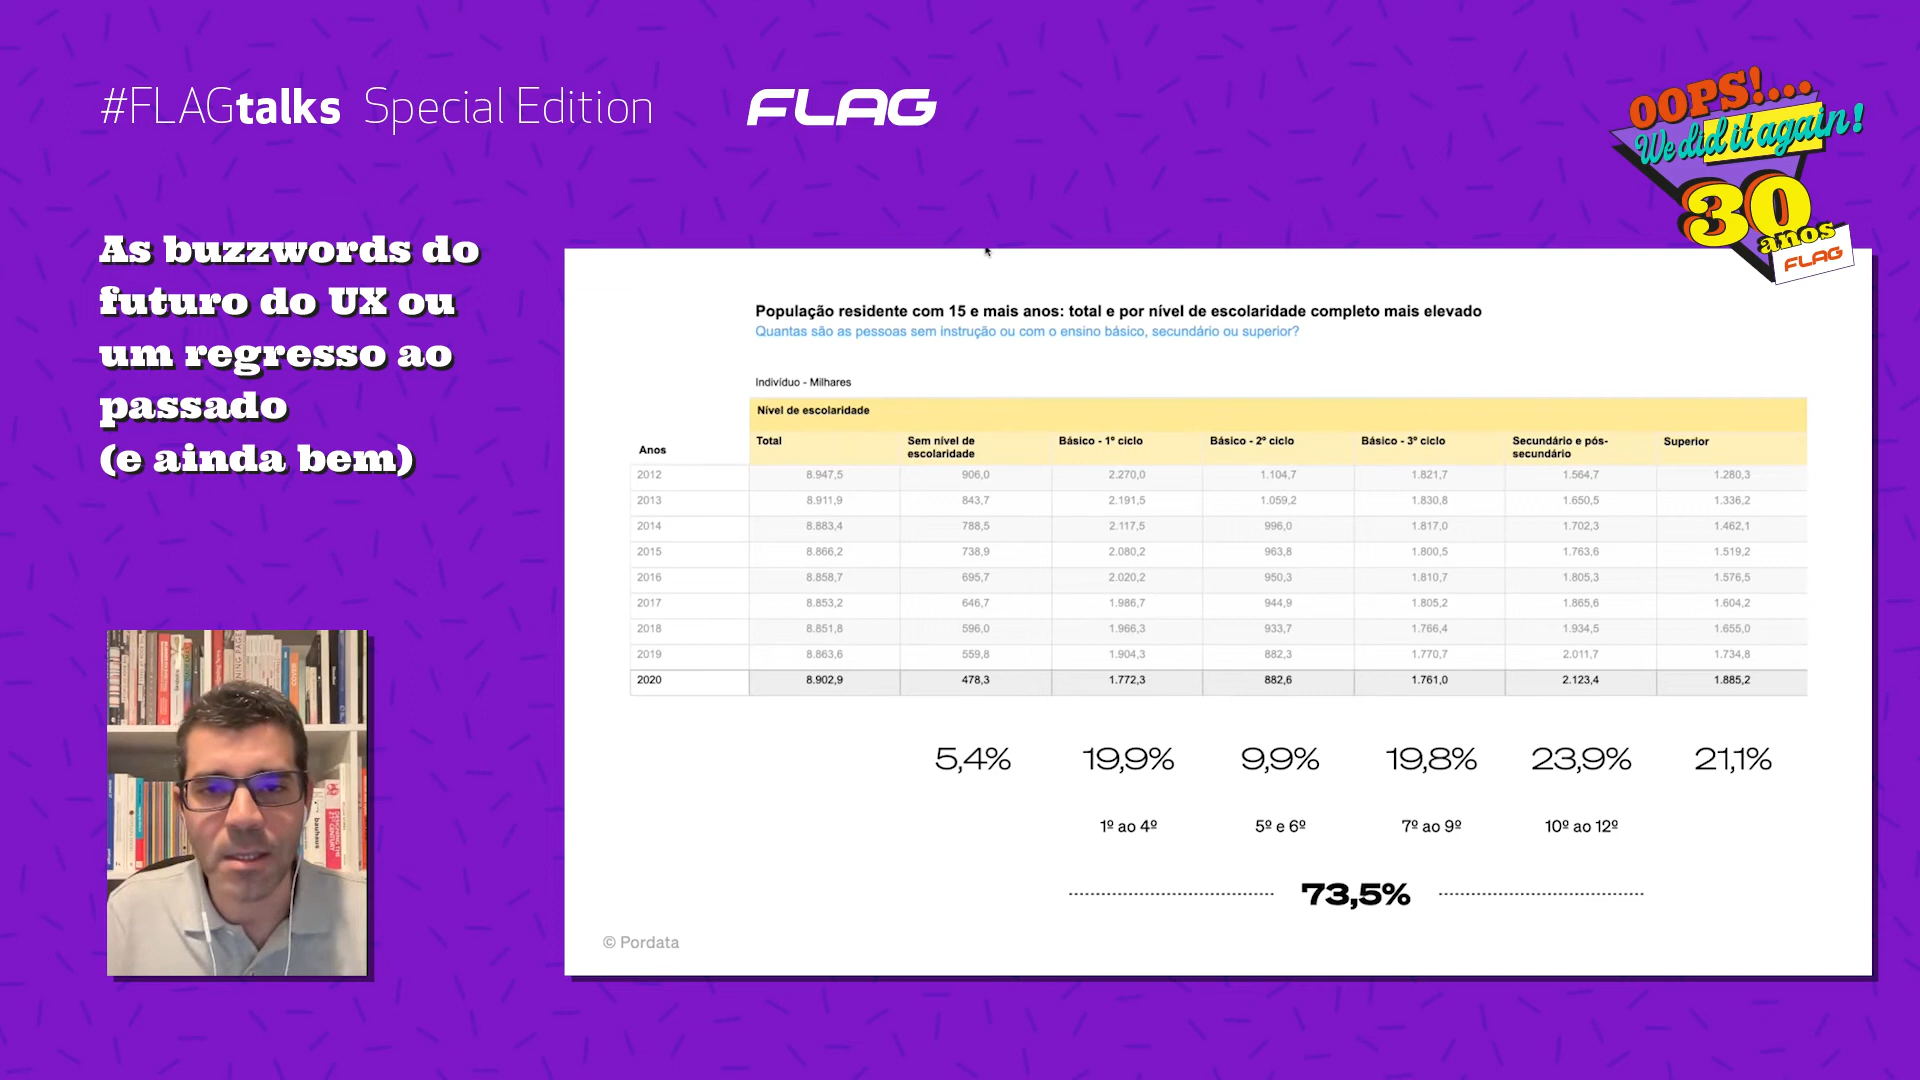 #FLAGtalks Special Edition
FLAG
OOPS!....
We did it again!
30
anos
FLAG
As buzzwords do
futuro do UX ou
um regresso ao
passado
(e ainda bem)
População residente com 15 e mais anos: total e por nível de escolaridade completo mais elevado
Quantas são as pessoas sem instrução ou com o ensino básico, secundário ou superior?
Indivíduo - Milhares
Nível de escolaridade
Anos Total Sem nível de escolaridade Básico - 1º ciclo Básico - 2º ciclo Básico - 3º ciclo Secundário e pós-secundário Superior
2012 8.947,5 906,0 2.270,0 1.104,7 1.821,7 1.564,7 1.280,3
2013 8.911,9 843,7 2.191,5 1.059,2 1.830,8 1.650,5 1.336,2
2014 8.883,4 788,5 2.117,5 996,0 1.817,0 1.702,3 1.462,1
2015 8.866,2 738,9 2.080,2 963,8 1.800,5 1.763,6 1.519,2
2016 8.858,7 695,7 2.020,2 950,3 1.810,7 1.805,3 1.576,5
2017 8.853,2 646,7 1.986,7 944,9 1.805,2 1.865,6 1.604,2
2018 8.851,8 596,0 1.966,3 933,7 1.766,4 1.934,5 1.655,0
2019 8.863,6 559,8 1.904,3 882,3 1.770,7 2.011,7 1.734,8
2020 8.902,9 478,3 1.772,3 882,6 1.761,0 2.123,4 1.885,2
5,4% 19,9% 9,9% 19,8% 23,9% 21,1%
1º ao 4º 5º e 6º 7º ao 9º 10º ao 12º
73,5%
© Pordata
bauhaus